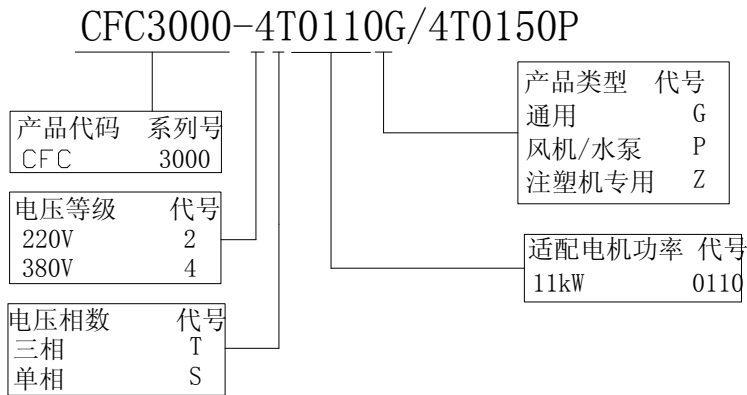 CFC3000-4T0110G/4T0150P
产品代码 系列号
CFC 3000
电压等级 代号
220V 2
380V 4
电压相数 代号
三相 T
单相 S
产品类型 代号
通用 G
风机/水泵 P
注塑机专用 Z
适配电机功率 代号
11kW 0110